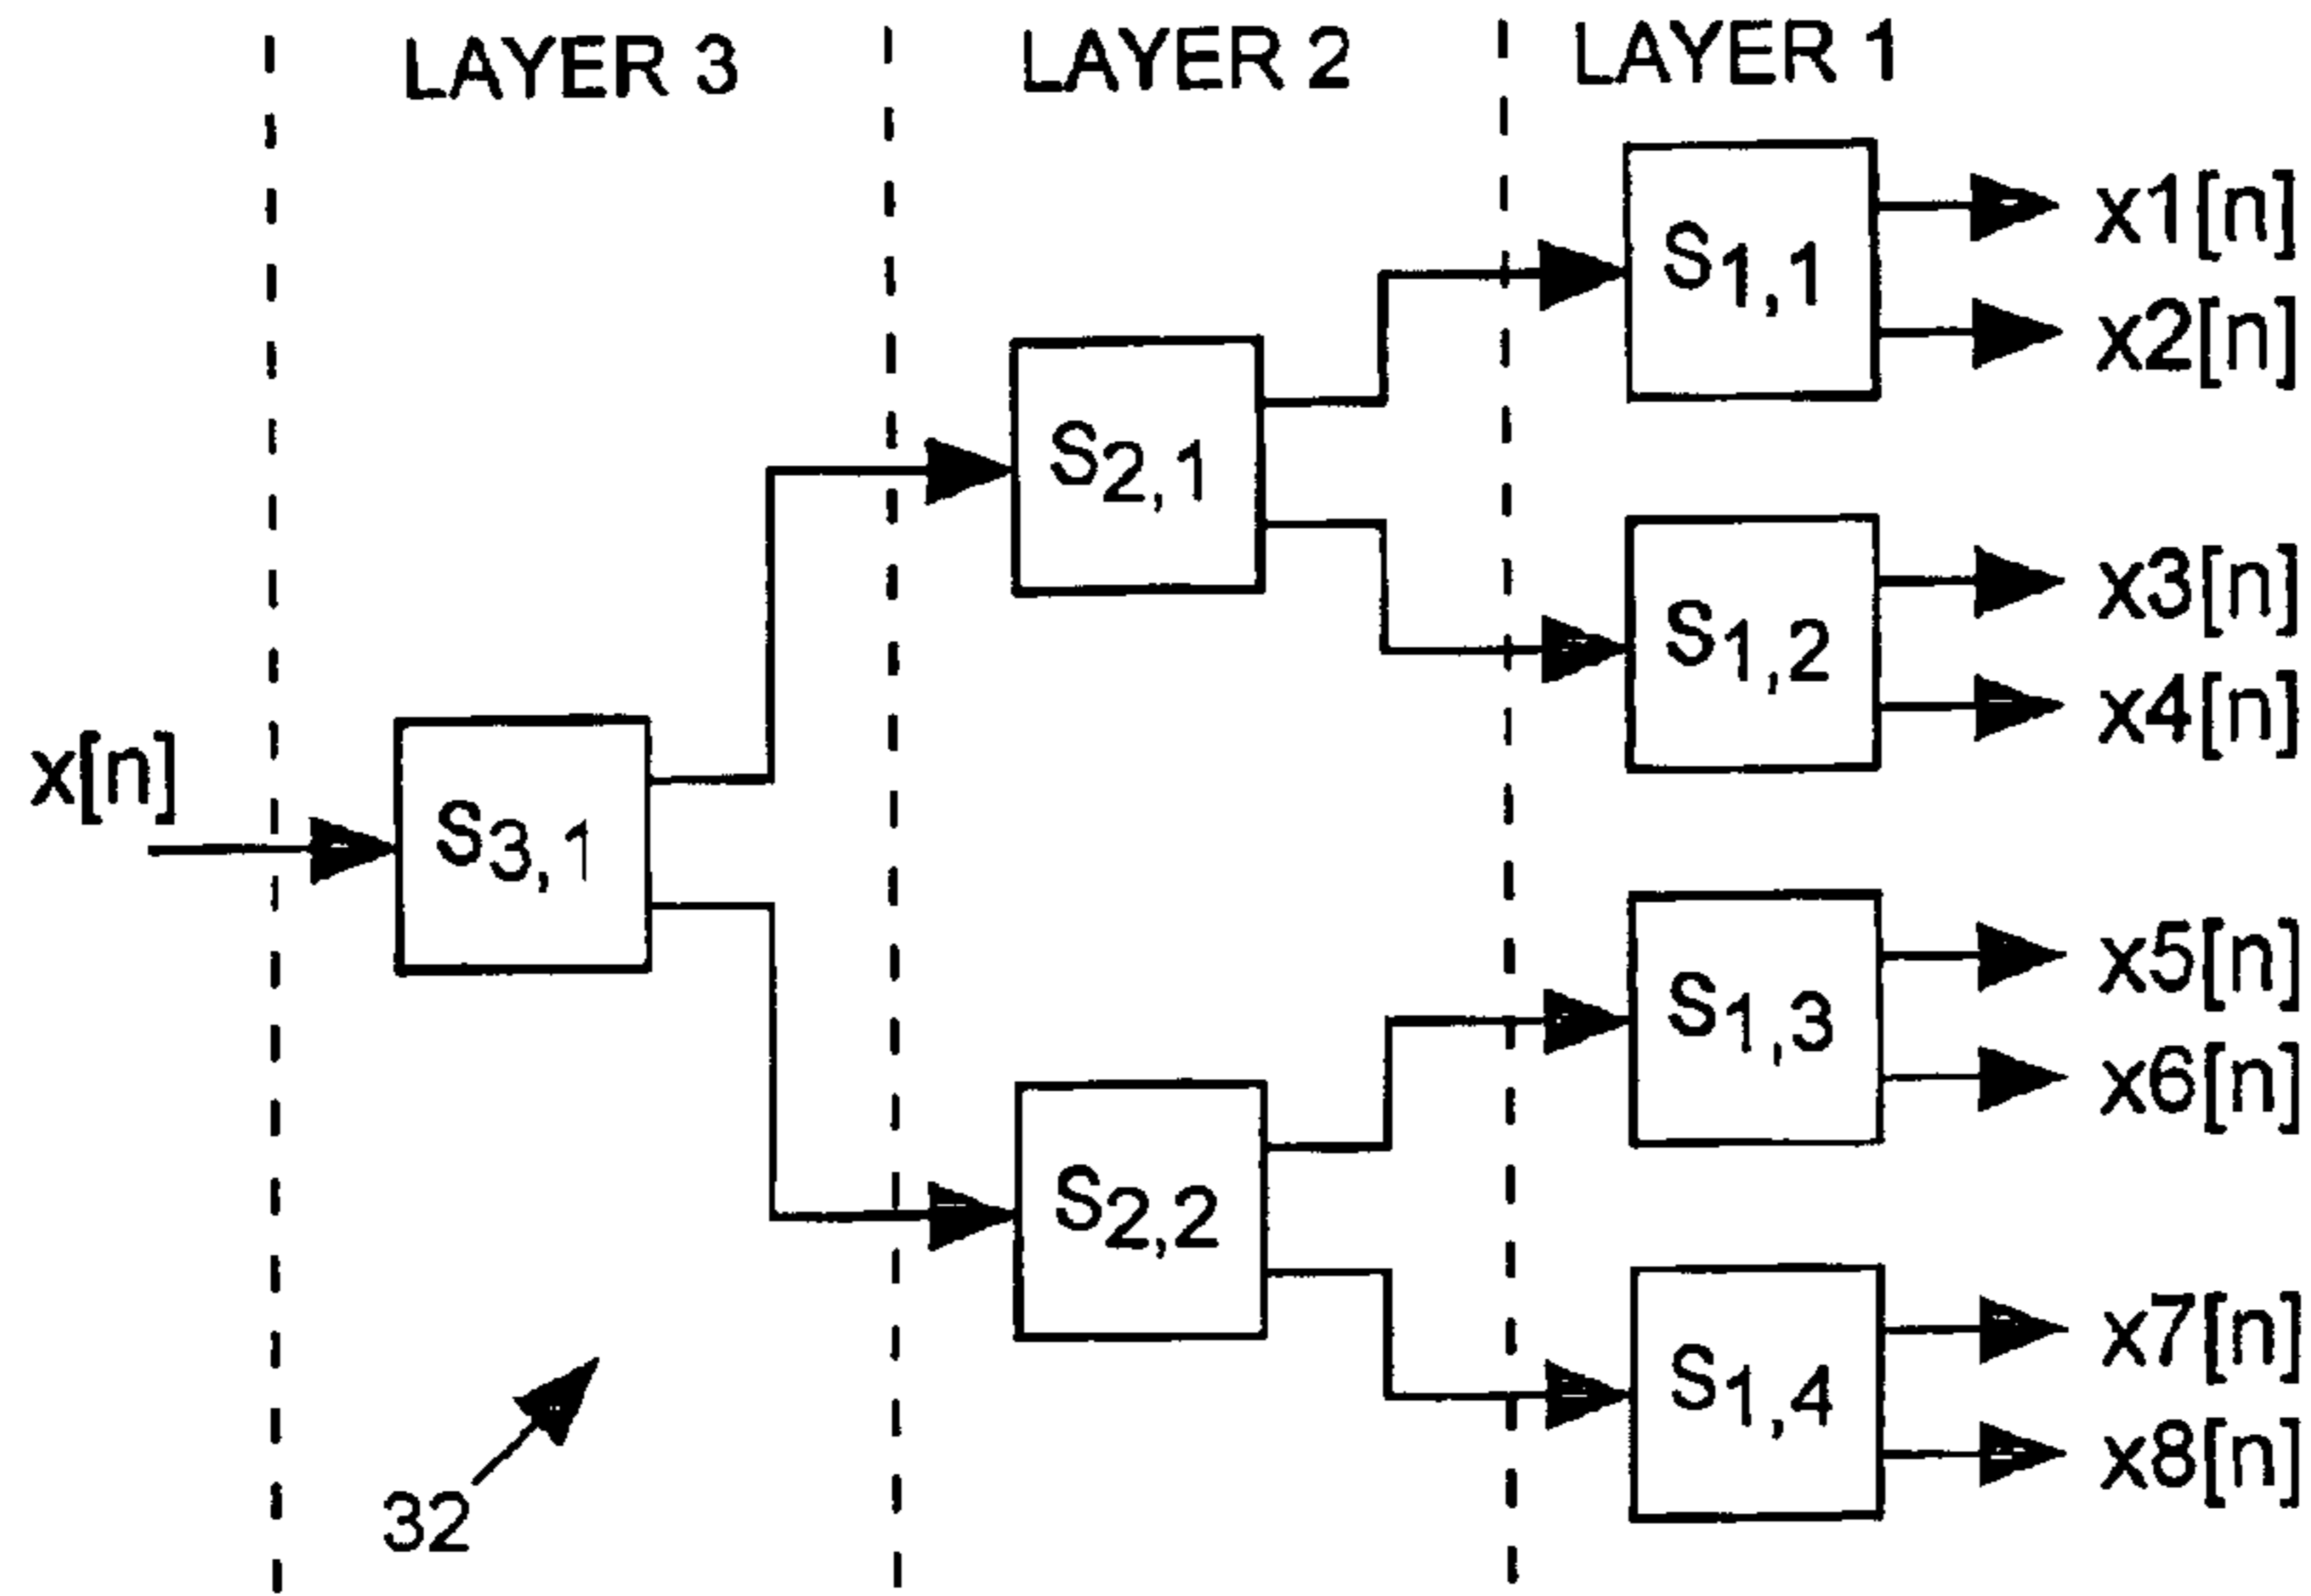 LAYER 3
LAYER 2
LAYER 1
x[n]
S3,1
S2,1
S2,2
S1,1
S1,2
S1,3
S1,4
x1[n]
x2[n]
x3[n]
x4[n]
x5[n]
x6[n]
x7[n]
x8[n]
32